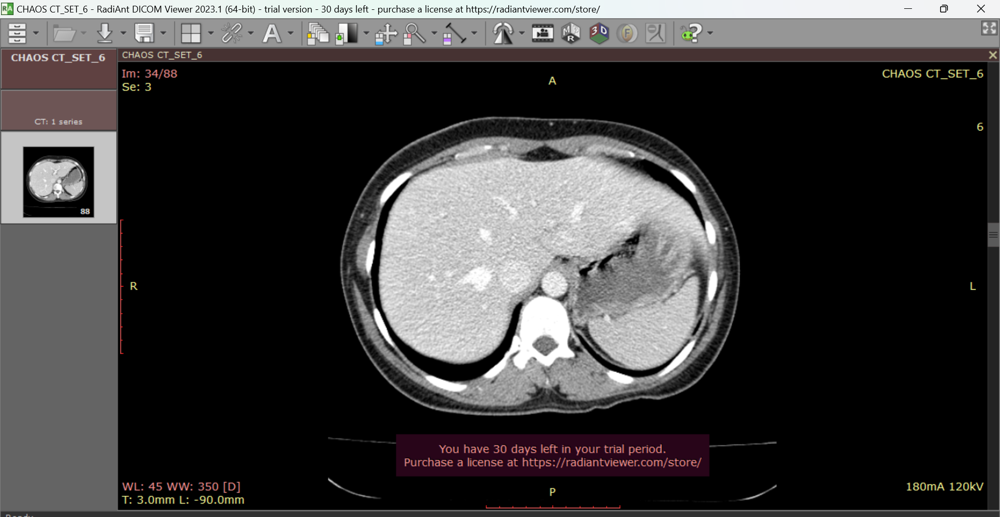 CHAOS CT_SET_6 - RadiAnt DICOM Viewer 2023.1 (64-bit) - trial version - 30 days left - purchase a license at https://radiantviewer.com/store/
CHAOS CT_SET_6
CT: 1 series
88
CHAOS CT_SET_6
Im: 34/88
Se: 3
A
CHAOS CT_SET_6
6
R
L
You have 30 days left in your trial period.
Purchase a license at https://radiantviewer.com/store/
WL: 45 WW: 350 [D]
T: 3.0mm L: -90.0mm
P
180mA 120kV
Ready